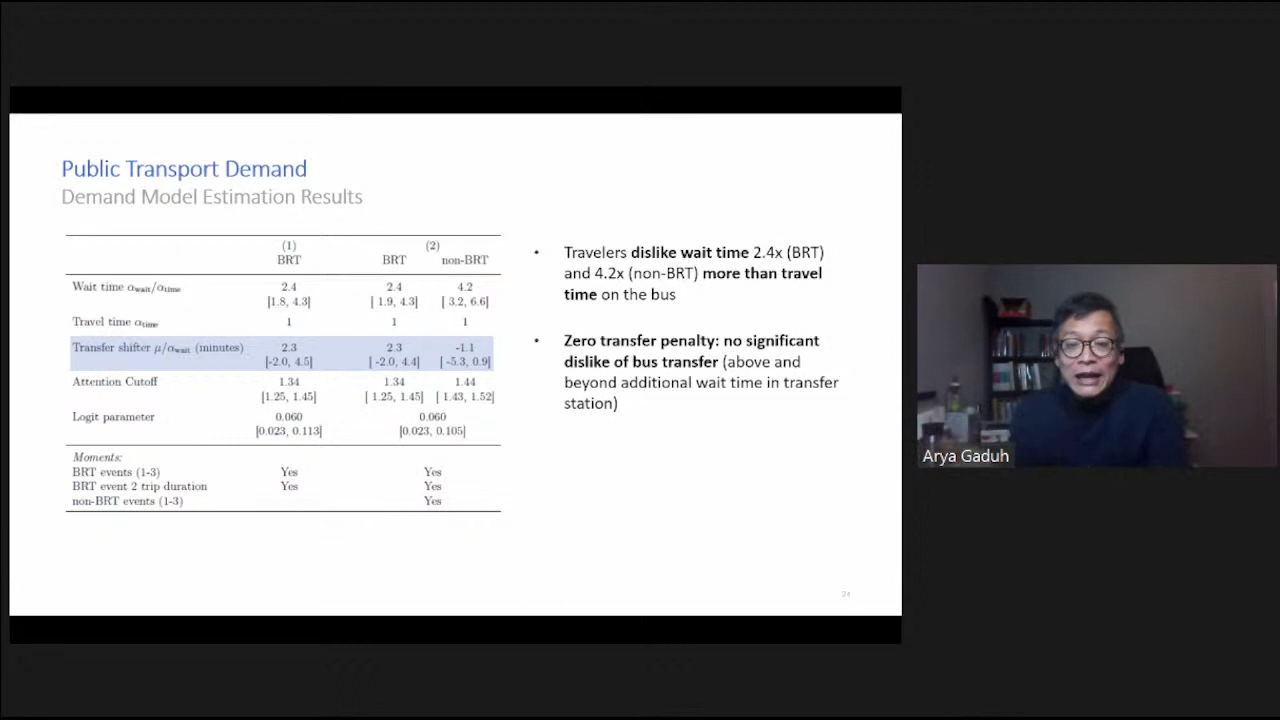 Public Transport Demand
Demand Model Estimation Results
(1) (2)
BRT BRT non-BRT
Wait time αwait/αtime 2.4 2.4 4.2
[1.8, 4.3] [ 1.9, 4.3] [ 3.2, 6.6]
Travel time αtime 1 1 1
Transfer shifter μ/αwait (minutes) 2.3 2.3 -1.1
[-2.0, 4.5] [ -2.0, 4.4] [ -5.3, 0.9]
Attention Cutoff 1.34 1.34 1.44
[1.25, 1.45] [ 1.25, 1.45] [ 1.43, 1.52]
Logit parameter 0.060 0.060
[0.023, 0.113] [0.023, 0.105]
Moments:
BRT events (1-3) Yes Yes
BRT event 2 trip duration Yes Yes
non-BRT events (1-3) Yes
• Travelers dislike wait time 2.4x (BRT)
and 4.2x (non-BRT) more than travel
time on the bus
• Zero transfer penalty: no significant
dislike of bus transfer (above and
beyond additional wait time in transfer
station)
24
Arya Gaduh